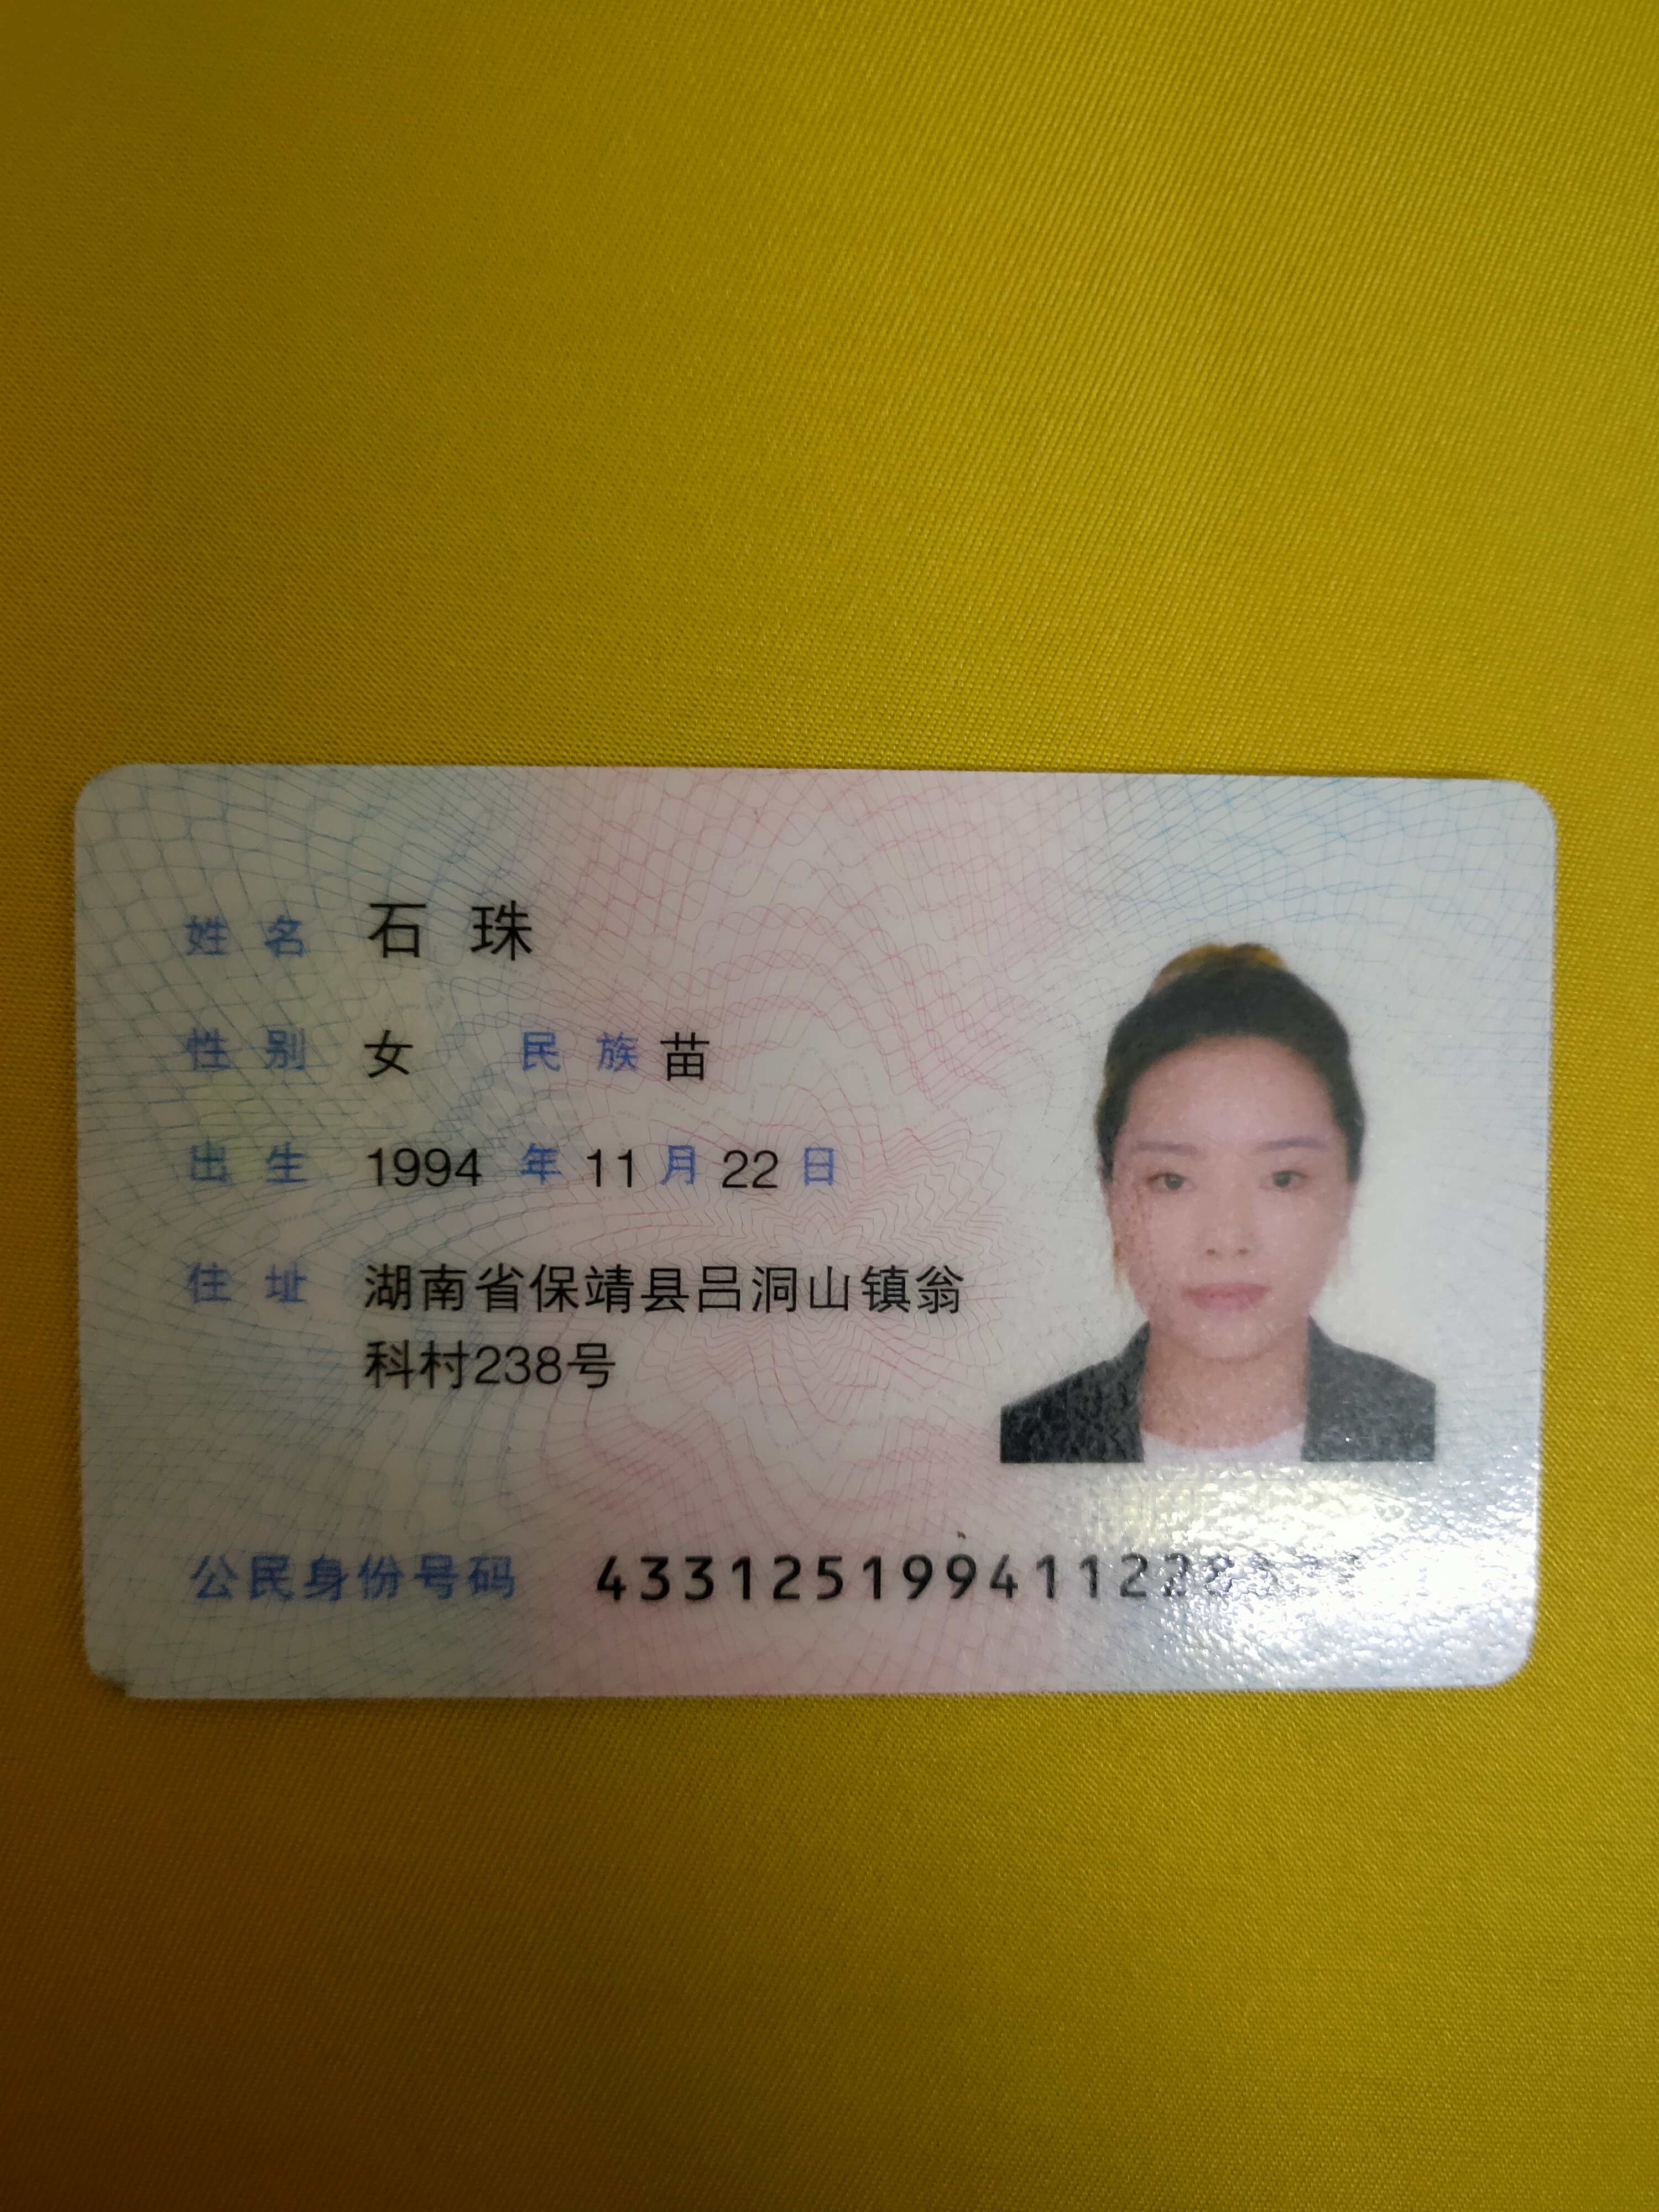 姓名 石珠
性别 女 民族 苗
出生 1994 年 11 月 22 日
住址 湖南省保靖县吕洞山镇翁
科村238号
公民身份号码